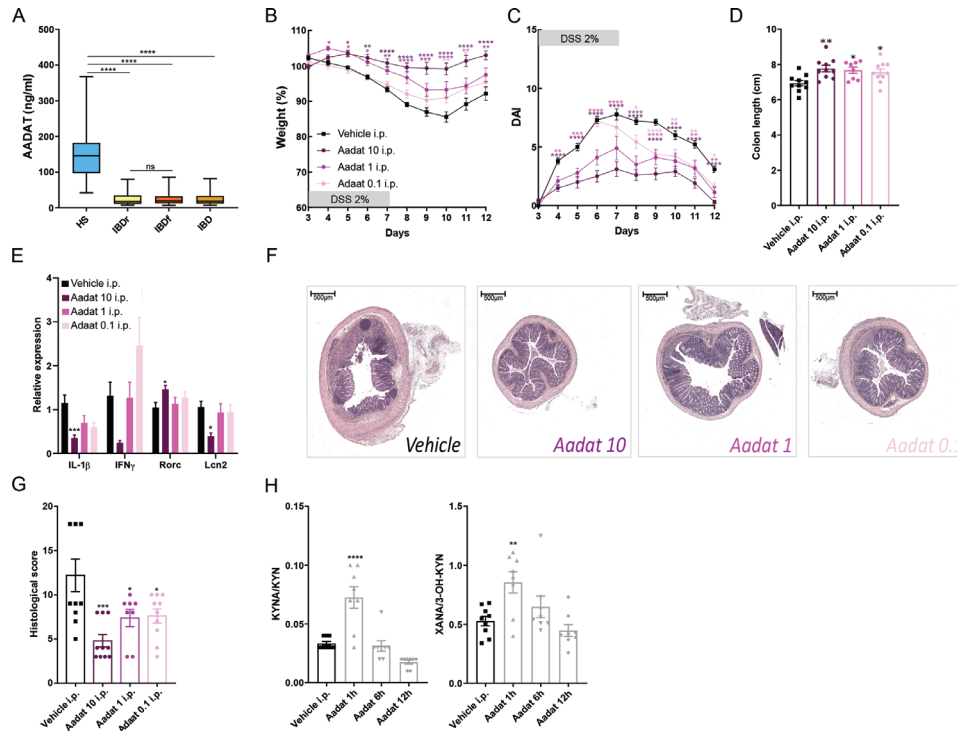 A
AADAT (ng/ml)
500
400
300
200
100
0
****
****
****
ns
HS
IBDr
IBDf
IBD
B
Weight (%)
110
100
90
80
70
60
Vehicle i.p.
Aadat 10 i.p.
Aadat 1 i.p.
Adaat 0.1 i.p.
DSS 2%
3 4 5 6 7 8 9 10 11 12
Days
C
DAI
DSS 2%
15
10
5
0
3 4 5 6 7 8 9 10 11 12
Days
D
Colon length (cm)
10
8
6
4
2
0
** * *
Vehicle i.p.
Aadat 10 i.p.
Aadat 1 i.p.
Adaat 0.1 i.p.
E
Relative expression
4
3
2
1
0
Vehicle i.p.
Aadat 10 i.p.
Aadat 1 i.p.
Adaat 0.1 i.p.
***
*
*
IL-1β IFNγ Rorc Lcn2
F
500µm 500µm 500µm 500µm
Vehicle Aadat 10 Aadat 1 Aadat 0.1
G
Histological score
20
15
10
5
0
*** * *
Vehicle i.p.
Aadat 10 i.p.
Aadat 1 i.p.
Adaat 0.1 i.p.
H
KYNA/KYN
0.15
0.10
0.05
0.00
****
Vehicle i.p.
Aadat 1h
Aadat 6h
Aadat 12h
XANA/3-OH-KYN
1.5
1.0
0.5
0.0
**
Vehicle i.p.
Aadat 1h
Aadat 6h
Aadat 12h